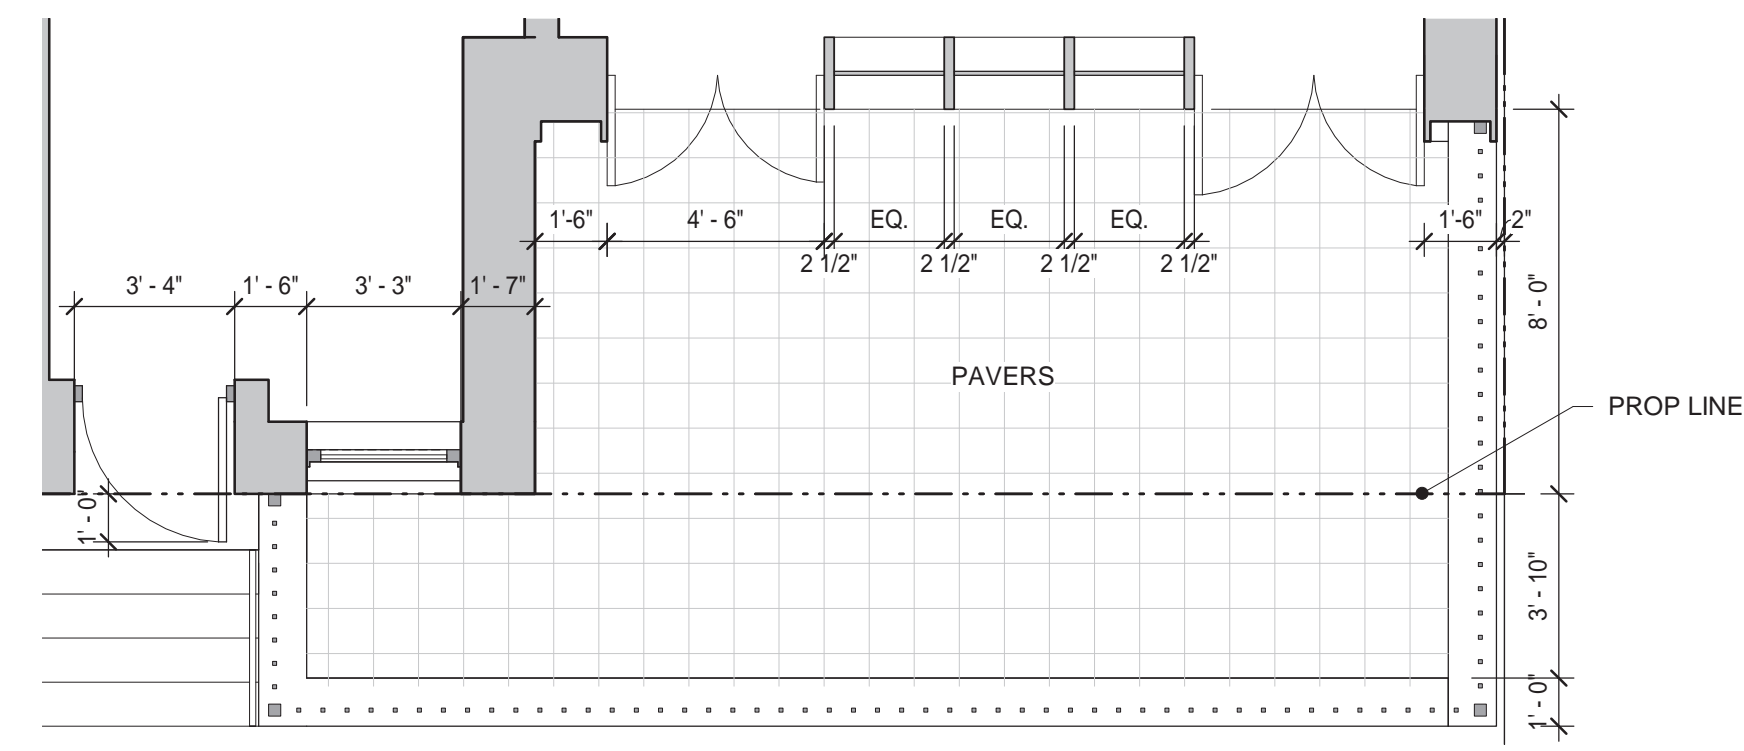 1'-6"
4' - 6"
EQ.
EQ.
EQ.
1'-6"
2"
2 1/2"
2 1/2"
2 1/2"
2 1/2"
3' - 4"
1' - 6"
3' - 3"
1' - 7"
8' - 0"
PAVERS
PROP LINE
1' - 0"
3' - 10"
1' - 0"